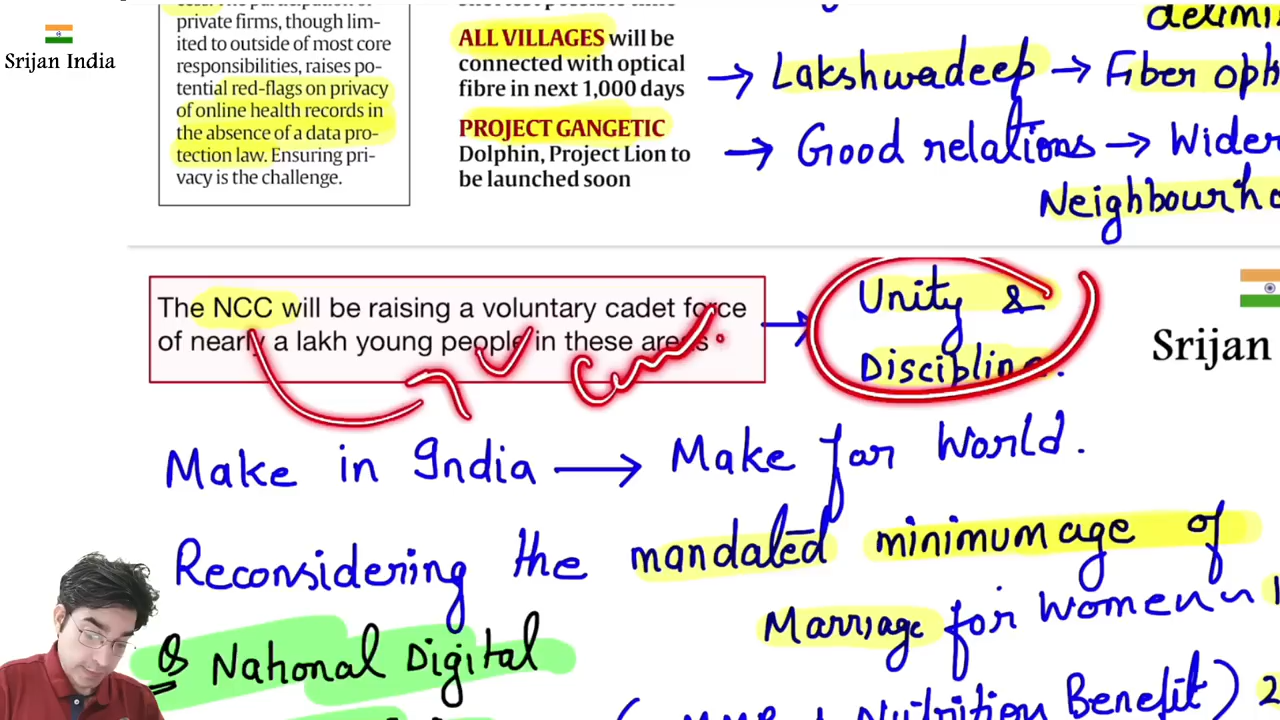 Srijan India
private firms, though lim-
ited to outside of most core
responsibilities, raises po-
tential red-flags on privacy
of online health records in
the absence of a data pro-
tection law. Ensuring pri-
vacy is the challenge.
ALL VILLAGES will be
connected with optical
fibre in next 1,000 days
PROJECT GANGETIC
Dolphin, Project Lion to
be launched soon
→ Lakshwadeep → Fiber
→ Good relations → Wider
The NCC will be raising a voluntary cadet force
of nearly a lakh young people in these areas
→ Unity &
Discipline.
Srijan
Make in India → Make for World.
Reconsidering the mandated minimum age of
Marriage for Women
Q National Digital
Nutrition Benefit)